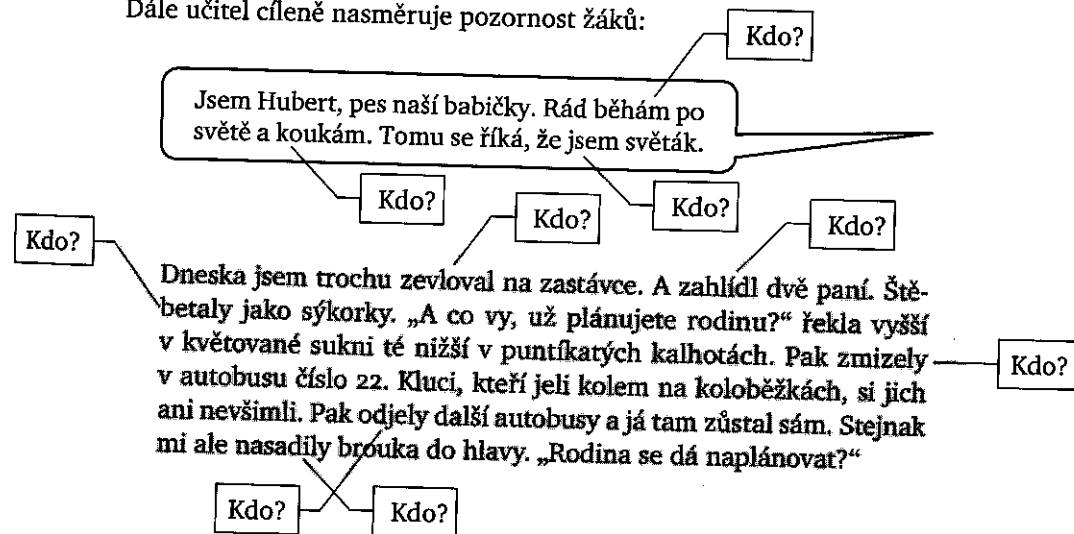 Dále učitel cíleně nasměruje pozornost žáků:
Kdo?
Jsem Hubert, pes naší babičky. Rád běhám po
světě a koukám. Tomu se říká, že jsem světák.
Kdo?
Kdo?
Kdo?
Kdo?
Kdo?
Dneska jsem trochu zevloval na zastávce. A zahlídl dvě paní. Ště-
betaly jako sýkorky. „A co vy, už plánujete rodinu?“ řekla vyšší
v květované sukni té nižší v puntíkatých kalhotách. Pak zmizely
Kdo?
v autobusu číslo 22. Kluci, kteří jeli kolem na koloběžkách, si jich
ani nevšimli. Pak odjely další autobusy a já tam zůstal sám. Stejnak
mi ale nasadily brouka do hlavy. „Rodina se dá naplánovat?“
Kdo?
Kdo?